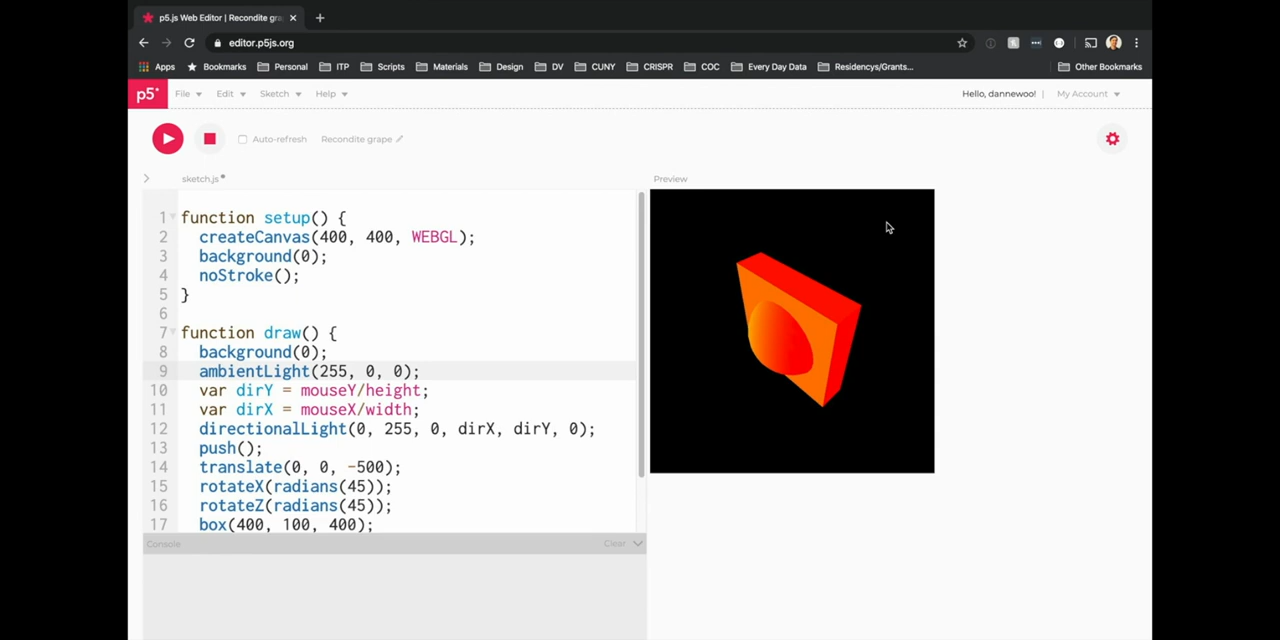 p5.js Web Editor | Recondite gra
editor.p5js.org
Apps Bookmarks Personal ITP Scripts Materials Design DV CUNY CRISPR COC Every Day Data Residencys/Grants... Other Bookmarks
p5* File Edit Sketch Help Hello, dannewoo! | My Account
Auto-refresh Recondite grape
sketch.js Preview
1 function setup() {
2 createCanvas(400, 400, WEBGL);
3 background(0);
4 noStroke();
5 }
6
7 function draw() {
8 background(0);
9 ambientLight(255, 0, 0);
10 var dirY = mouseY/height;
11 var dirX = mouseX/width;
12 directionalLight(0, 255, 0, dirX, dirY, 0);
13 push();
14 translate(0, 0, -500);
15 rotateX(radians(45));
16 rotateZ(radians(45));
17 box(400, 100, 400);
Console Clear